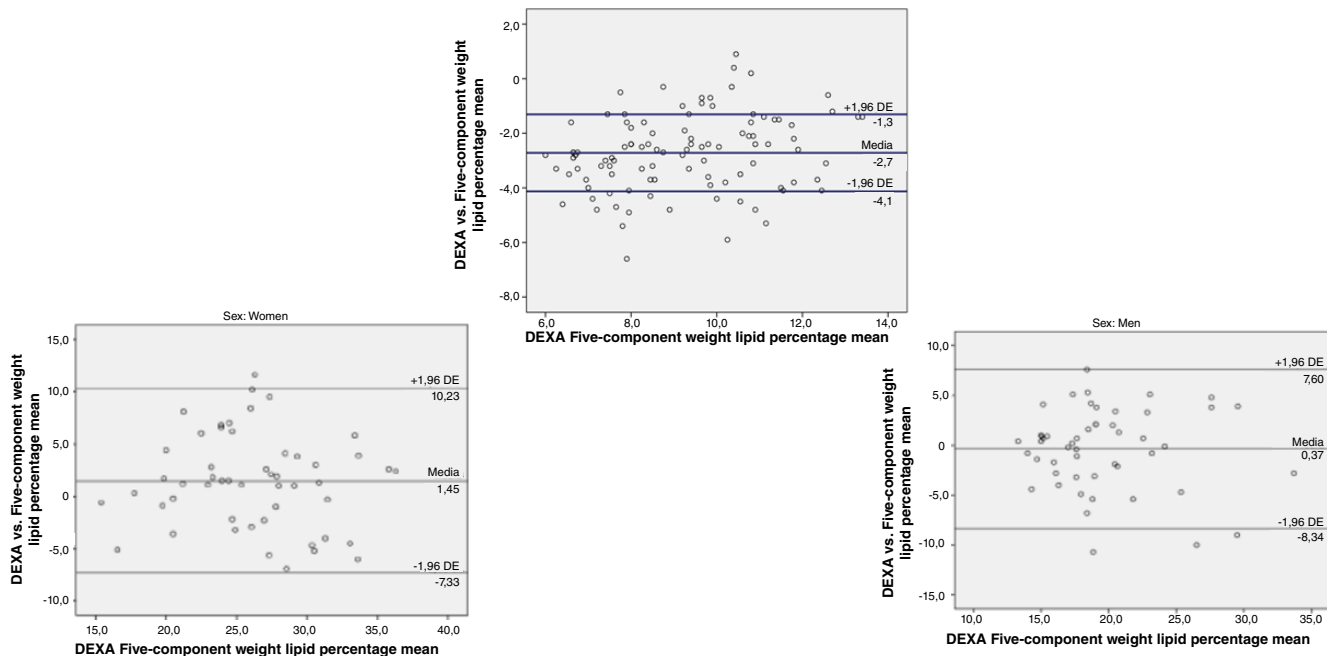 DEXA vs. Five-component weight
lipid percentage mean
2,0
0
-2,0
-4,0
-6,0
-8,0
+1,96 DE
-1,3
Media
-2,7
-1,96 DE
-4,1
6,0 8,0 10,0 12,0 14,0
DEXA Five-component weight lipid percentage mean
Sex: Women
DEXA vs. Five-component weight
lipid percentage mean
15,0
10,0
5,0
0
-5,0
-10,0
+1,96 DE
10,23
Media
1,45
-1,96 DE
-7,33
15,0 20,0 25,0 30,0 35,0 40,0
DEXA Five-component weight lipid percentage mean
Sex: Men
DEXA vs. Five-component weight
lipid percentage mean
10,0
5,0
0
-5,0
-10,0
-15,0
+1,96 DE
7,60
Media
0,37
-1,96 DE
-8,34
10,0 15,0 20,0 25,0 30,0 35,0
DEXA Five-component weight lipid percentage mean